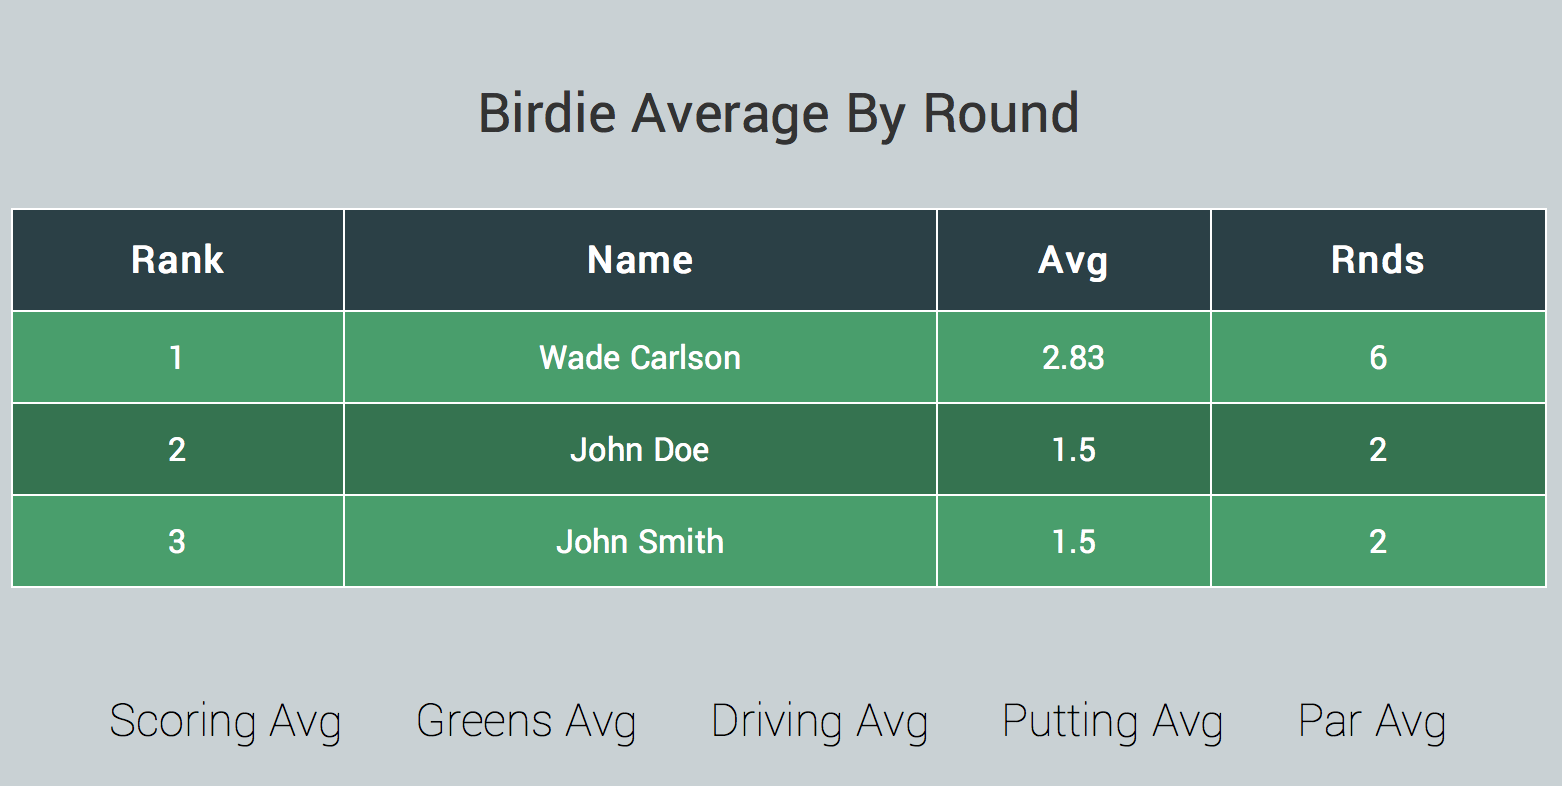 Birdie Average By Round
Rank Name Avg Rnds
1 Wade Carlson 2.83 6
2 John Doe 1.5 2
3 John Smith 1.5 2
Scoring Avg Greens Avg Driving Avg Putting Avg Par Avg